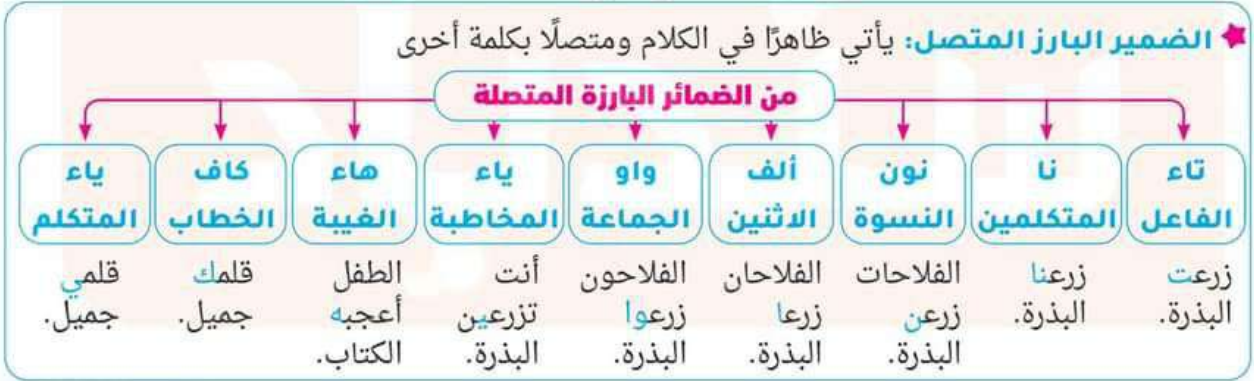 الضمير البارز المتصل: يأتي ظاهرًا في الكلام ومتصلًا بكلمة أخرى
من الضمائر البارزة المتصلة
تاء الفاعل
نا المتكلمين
نون النسوة
ألف الاثنين
واو الجماعة
ياء المخاطبة
هاء الغيبة
كاف الخطاب
ياء المتكلم
زرعت البذرة.
زرعنا البذرة.
الفلاحات زرعن البذرة.
الفلاحان زرعا البذرة.
الفلاحون زرعوا البذرة.
أنت تزرعين البذرة.
الطفل أعجبه الكتاب.
قلمك جميل.
قلمي جميل.